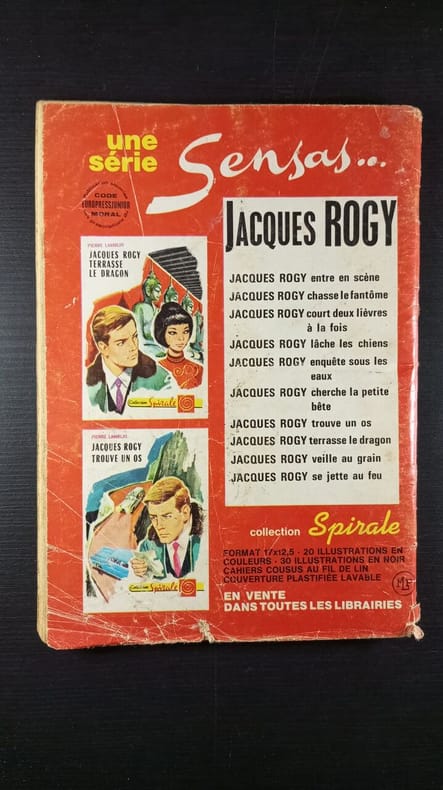 une
série
Sensas...
CODE
EUROPRESSJUNIOR
MORAL
JACQUES ROGY
PIERRE LAMBLIN
JACQUES ROGY
TERRASSE
LE DRAGON
Collection Spirale
PIERRE LAMBLIN
JACQUES ROGY
TROUVE UN OS
Collection Spirale
JACQUES ROGY entre en scène
JACQUES ROGY chasse le fantôme
JACQUES ROGY court deux lièvres
à la fois
JACQUES ROGY lâche les chiens
JACQUES ROGY enquête sous les
eaux
JACQUES ROGY cherche la petite
bête
JACQUES ROGY trouve un os
JACQUES ROGY terrasse le dragon
JACQUES ROGY veille au grain
JACQUES ROGY se jette au feu
collection Spirale
FORMAT 17x12,5 - 20 ILLUSTRATIONS EN
COULEURS - 30 ILLUSTRATIONS EN NOIR
CAHIERS COUSUS AU FIL DE LIN
COUVERTURE PLASTIFIÉE LAVABLE
EN VENTE
DANS TOUTES LES LIBRAIRIES